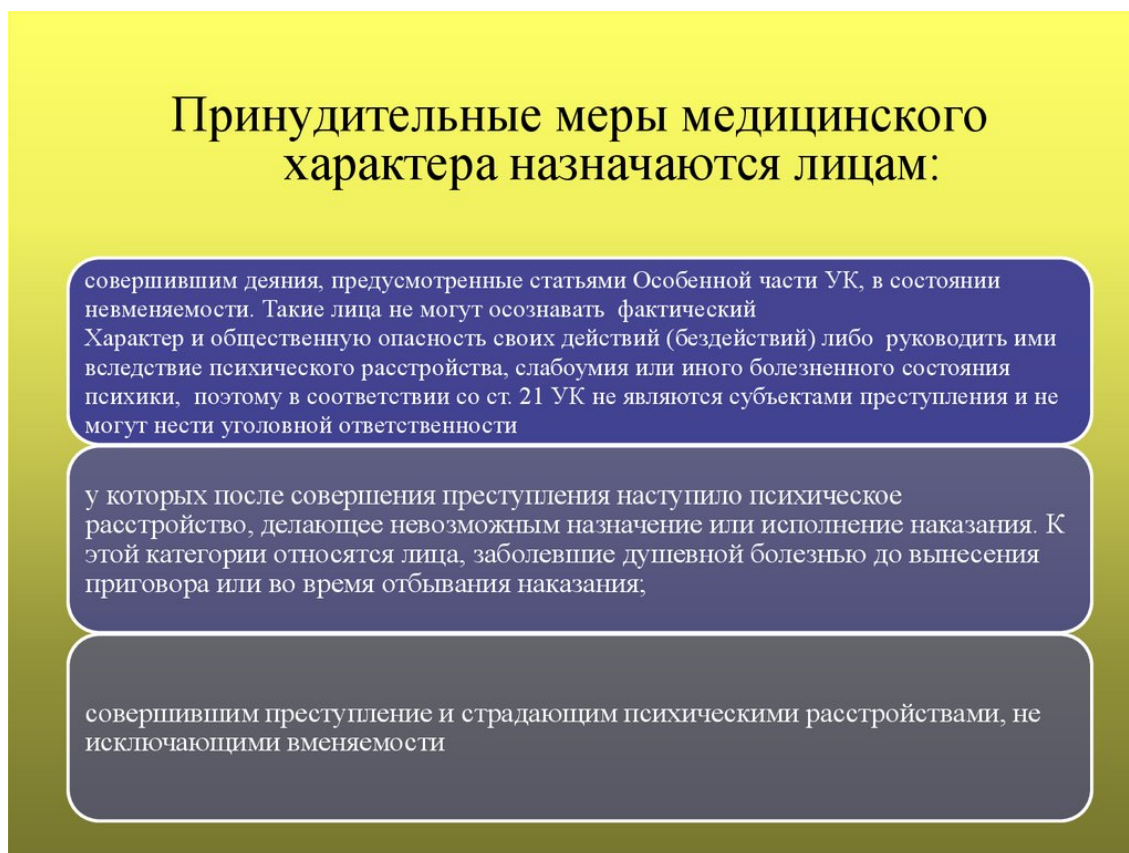 Принудительные меры медицинского
характера назначаются лицам:
совершившим деяния, предусмотренные статьями Особенной части УК, в состоянии
невменяемости. Такие лица не могут осознавать фактический
Характер и общественную опасность своих действий (бездействий) либо руководить ими
вследствие психического расстройства, слабоумия или иного болезненного состояния
психики, поэтому в соответствии со ст. 21 УК не являются субъектами преступления и не
могут нести уголовной ответственности
у которых после совершения преступления наступило психическое
расстройство, делающее невозможным назначение или исполнение наказания. К
этой категории относятся лица, заболевшие душевной болезнью до вынесения
приговора или во время отбывания наказания;
совершившим преступление и страдающим психическими расстройствами, не
исключающими вменяемости